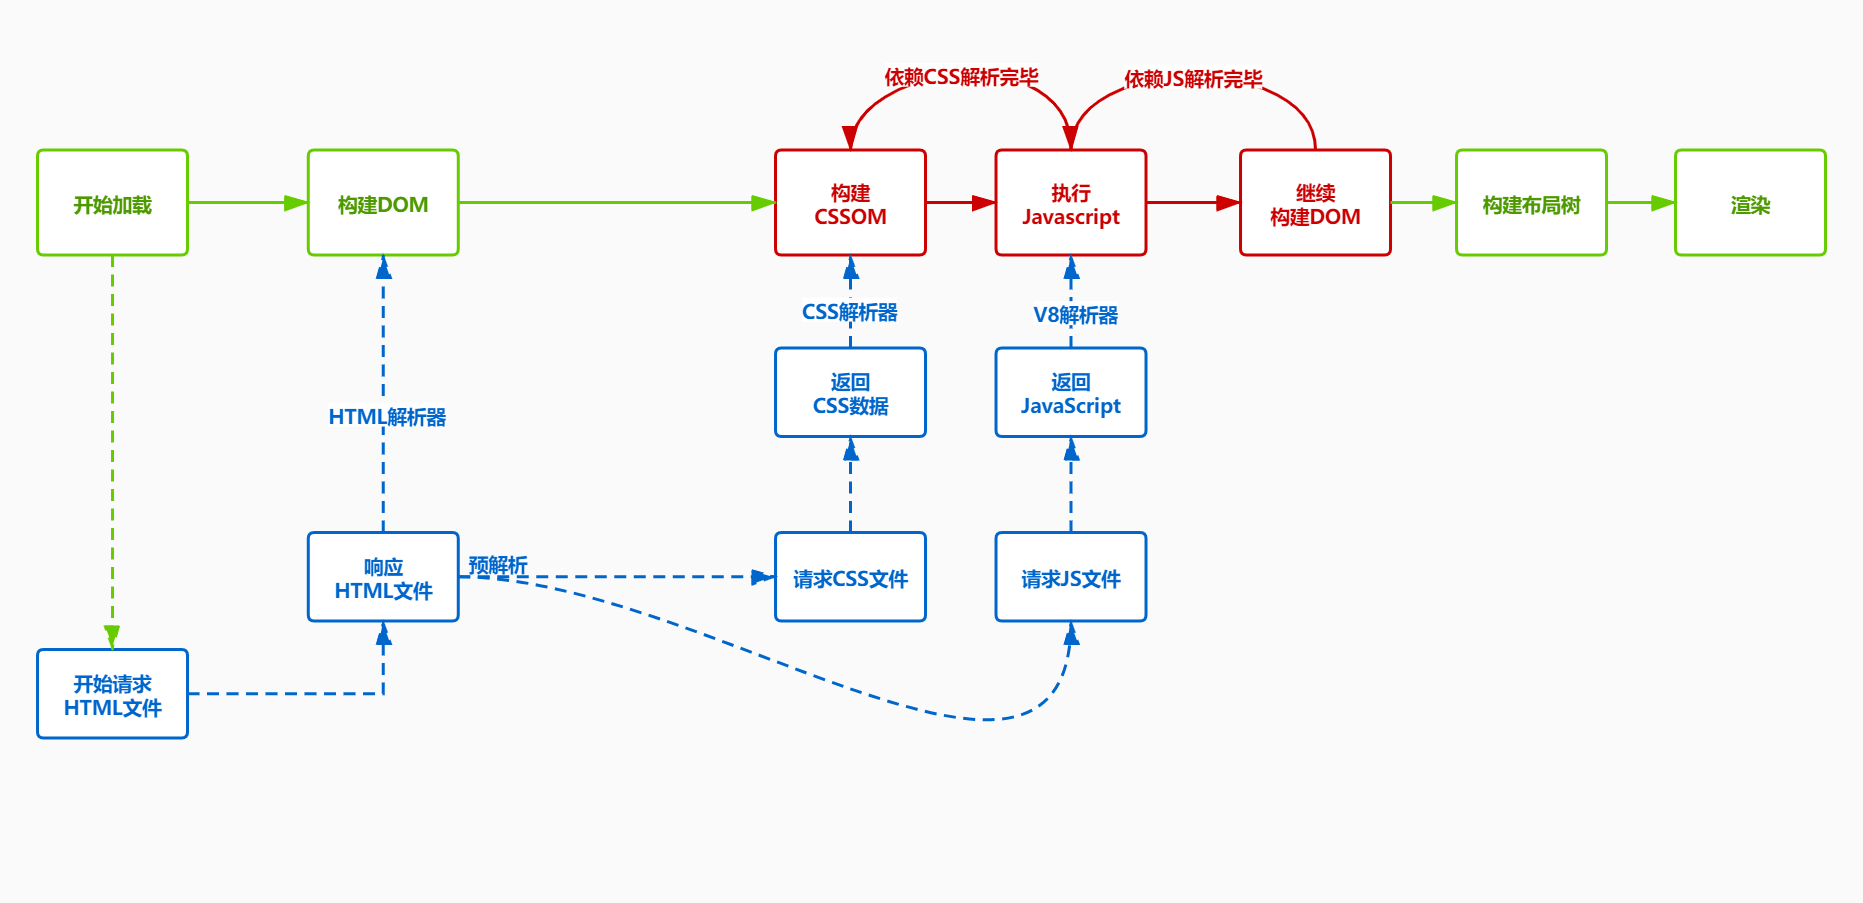 依赖CSS解析完毕
依赖JS解析完毕
开始加载
构建DOM
构建
CSSOM
执行
Javascript
继续
构建DOM
构建布局树
渲染
CSS解析器
V8解析器
返回
CSS数据
返回
JavaScript
HTML解析器
响应
HTML文件
预解析
请求CSS文件
请求JS文件
开始请求
HTML文件